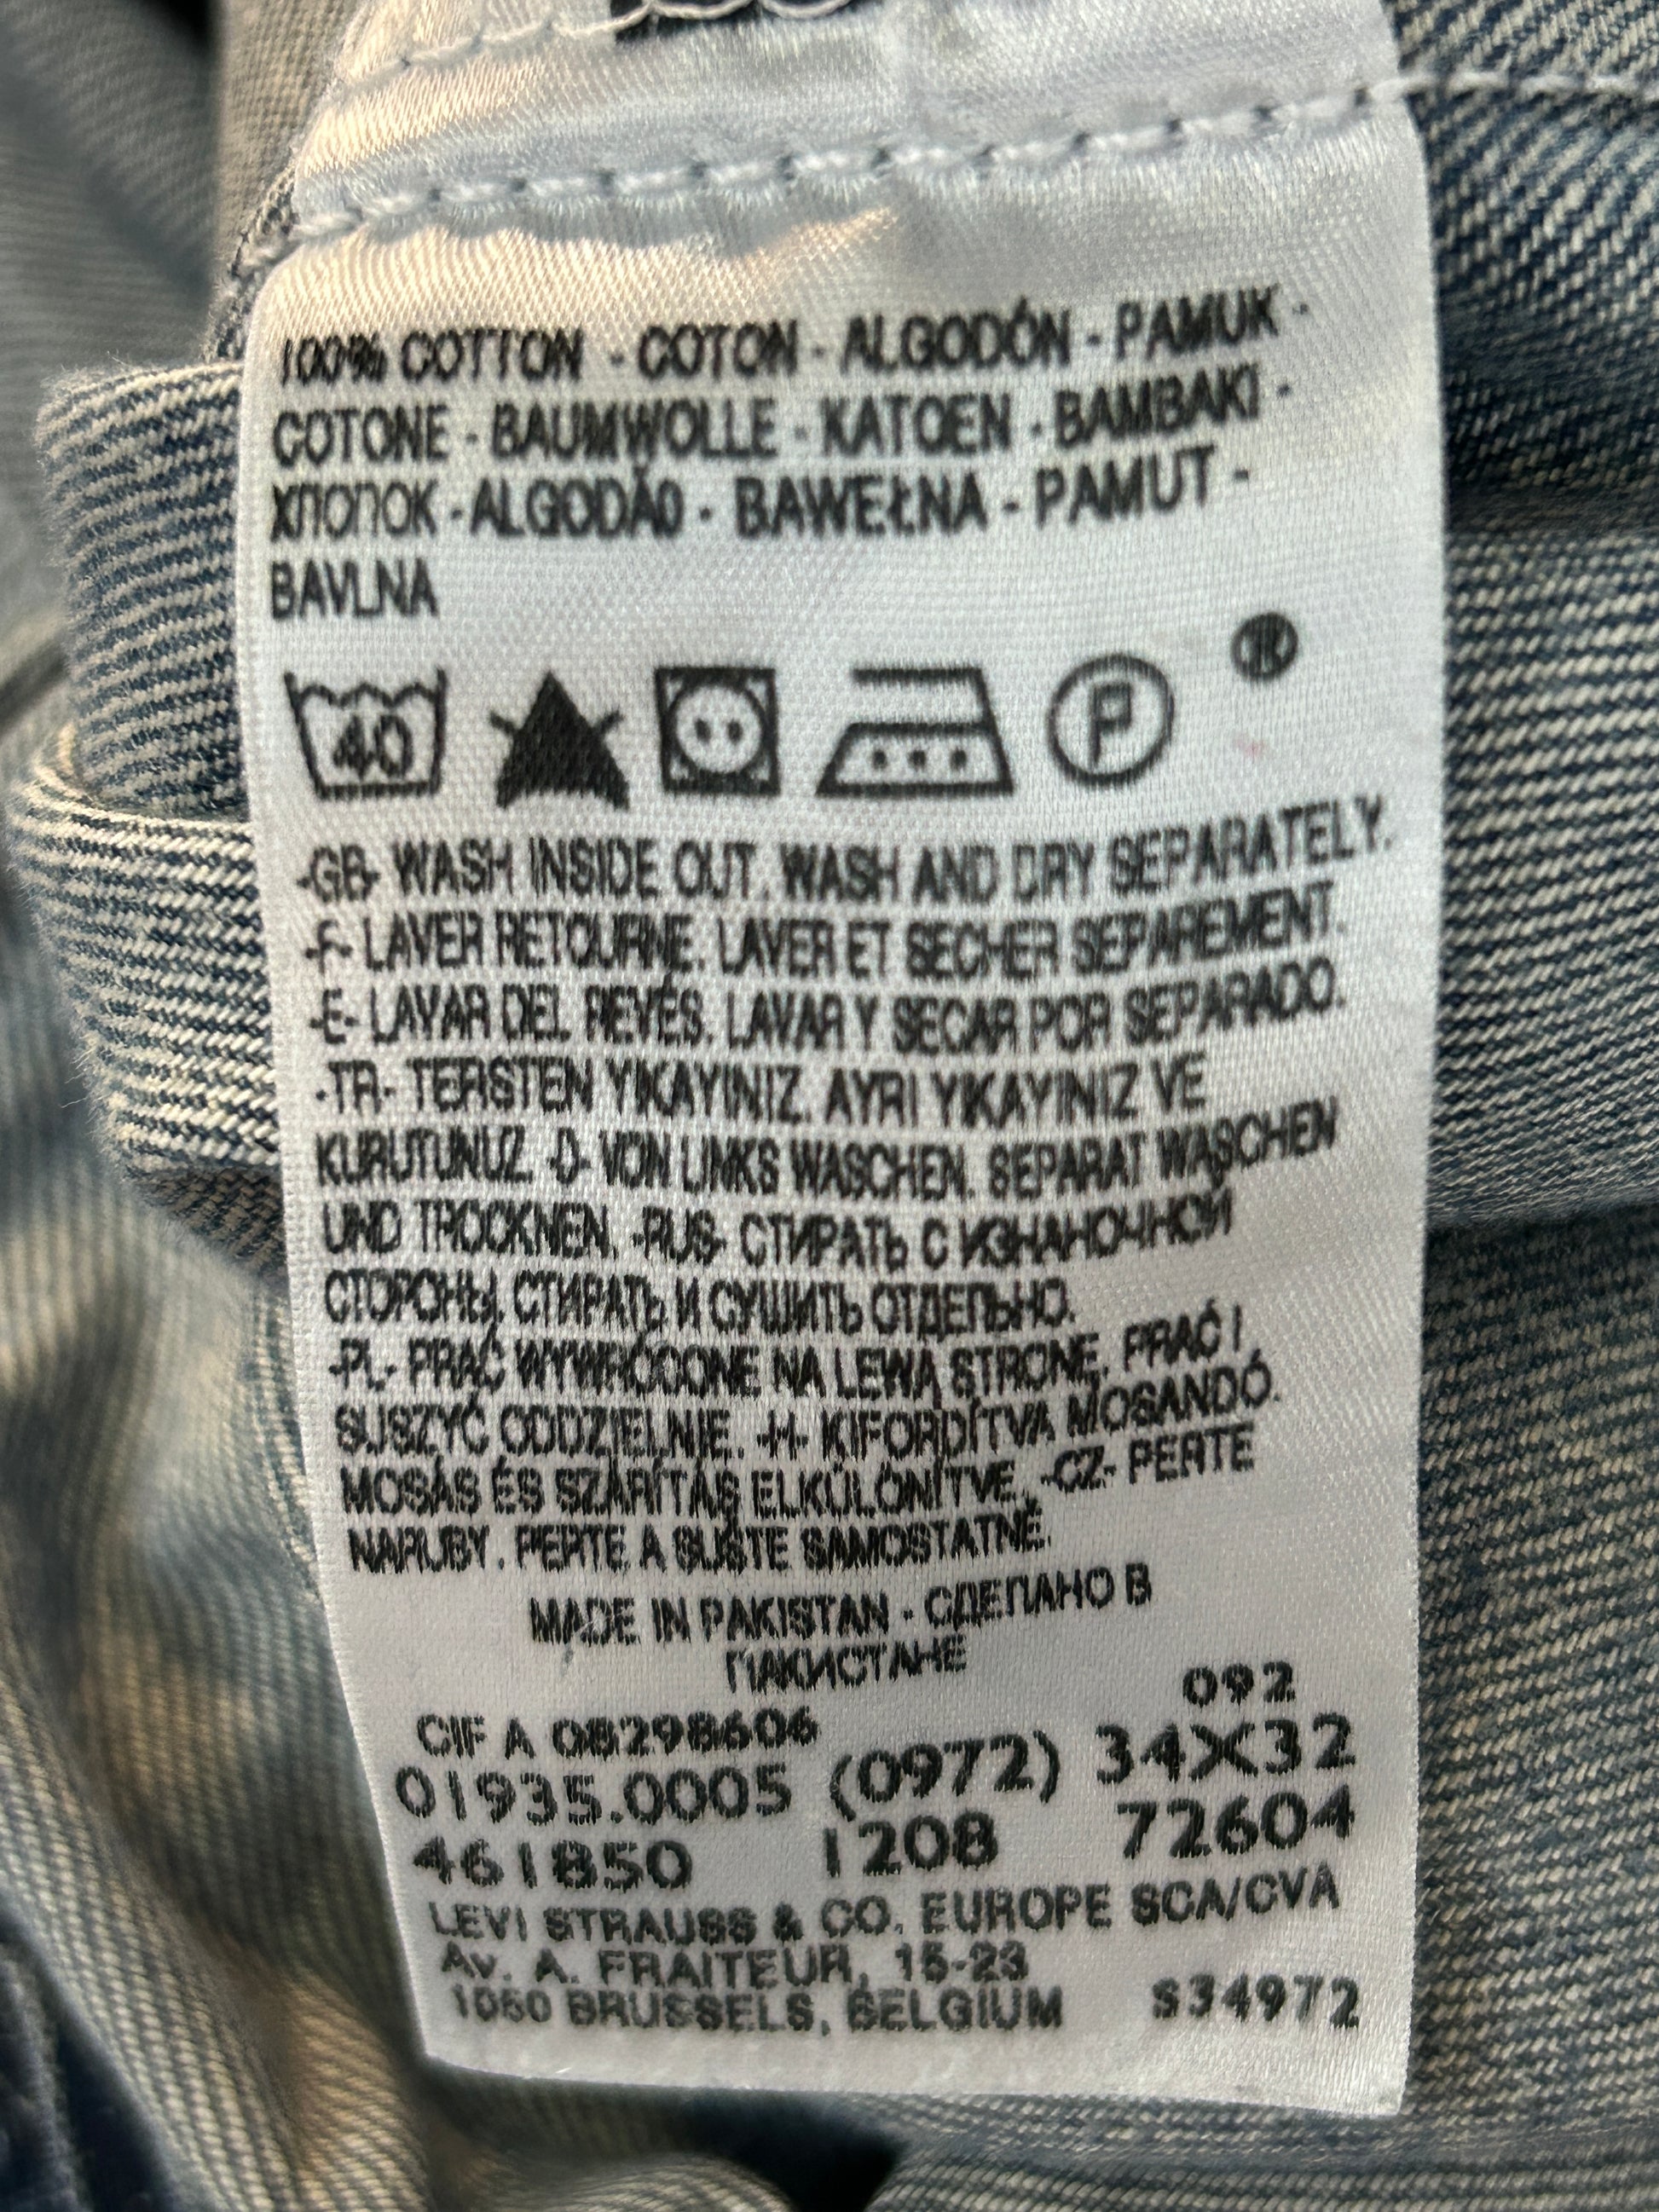 100% COTTON - COTON - ALGODÓN - PAMUK -
COTONE - BAUMWOLLE - KATOEN - BAMBAKI -
ХЛОПОК - ALGODÃO - BAWEŁNA - PAMUT -
BAVLNA
40 P
-GB- WASH INSIDE OUT. WASH AND DRY SEPARATELY.
-F- LAVER RETOURNE. LAVER ET SECHER SEPAREMENT.
-E- LAVAR DEL REVÉS. LAVAR Y SECAR POR SEPARADO.
-TR- TERSTEN YIKAYINIZ. AYRI YIKAYINIZ VE
KURUTUNUZ. -D- VON LINKS WASCHEN. SEPARAT WASCHEN
UND TROCKNEN. -RUS- СТИРАТЬ С ИЗНАНОЧНОЙ
СТОРОНЫ. СТИРАТЬ И СУШИТЬ ОТДЕЛЬНО.
-PL- PRAĆ WYWRÓCONE NA LEWĄ STRONĘ. PRAĆ I
SUSZYĆ ODDZIELNIE. -H- KIFORDÍTVA MOSANDÓ.
MOSÁS ÉS SZÁRÍTÁS ELKÜLÖNÍTVE. -CZ- PERTE
NARUBY. PERTE A SUŠTE SAMOSTATNĚ.
MADE IN PAKISTAN - СДЕЛАНО В
ПАКИСТАНЕ
092
CIF A 08298606
01935.0005 (0972) 34X32
461850 1208 72604
LEVI STRAUSS & CO. EUROPE SCA/CVA
Av. A. FRAITEUR, 15-23
1050 BRUSSELS, BELGIUM S34972